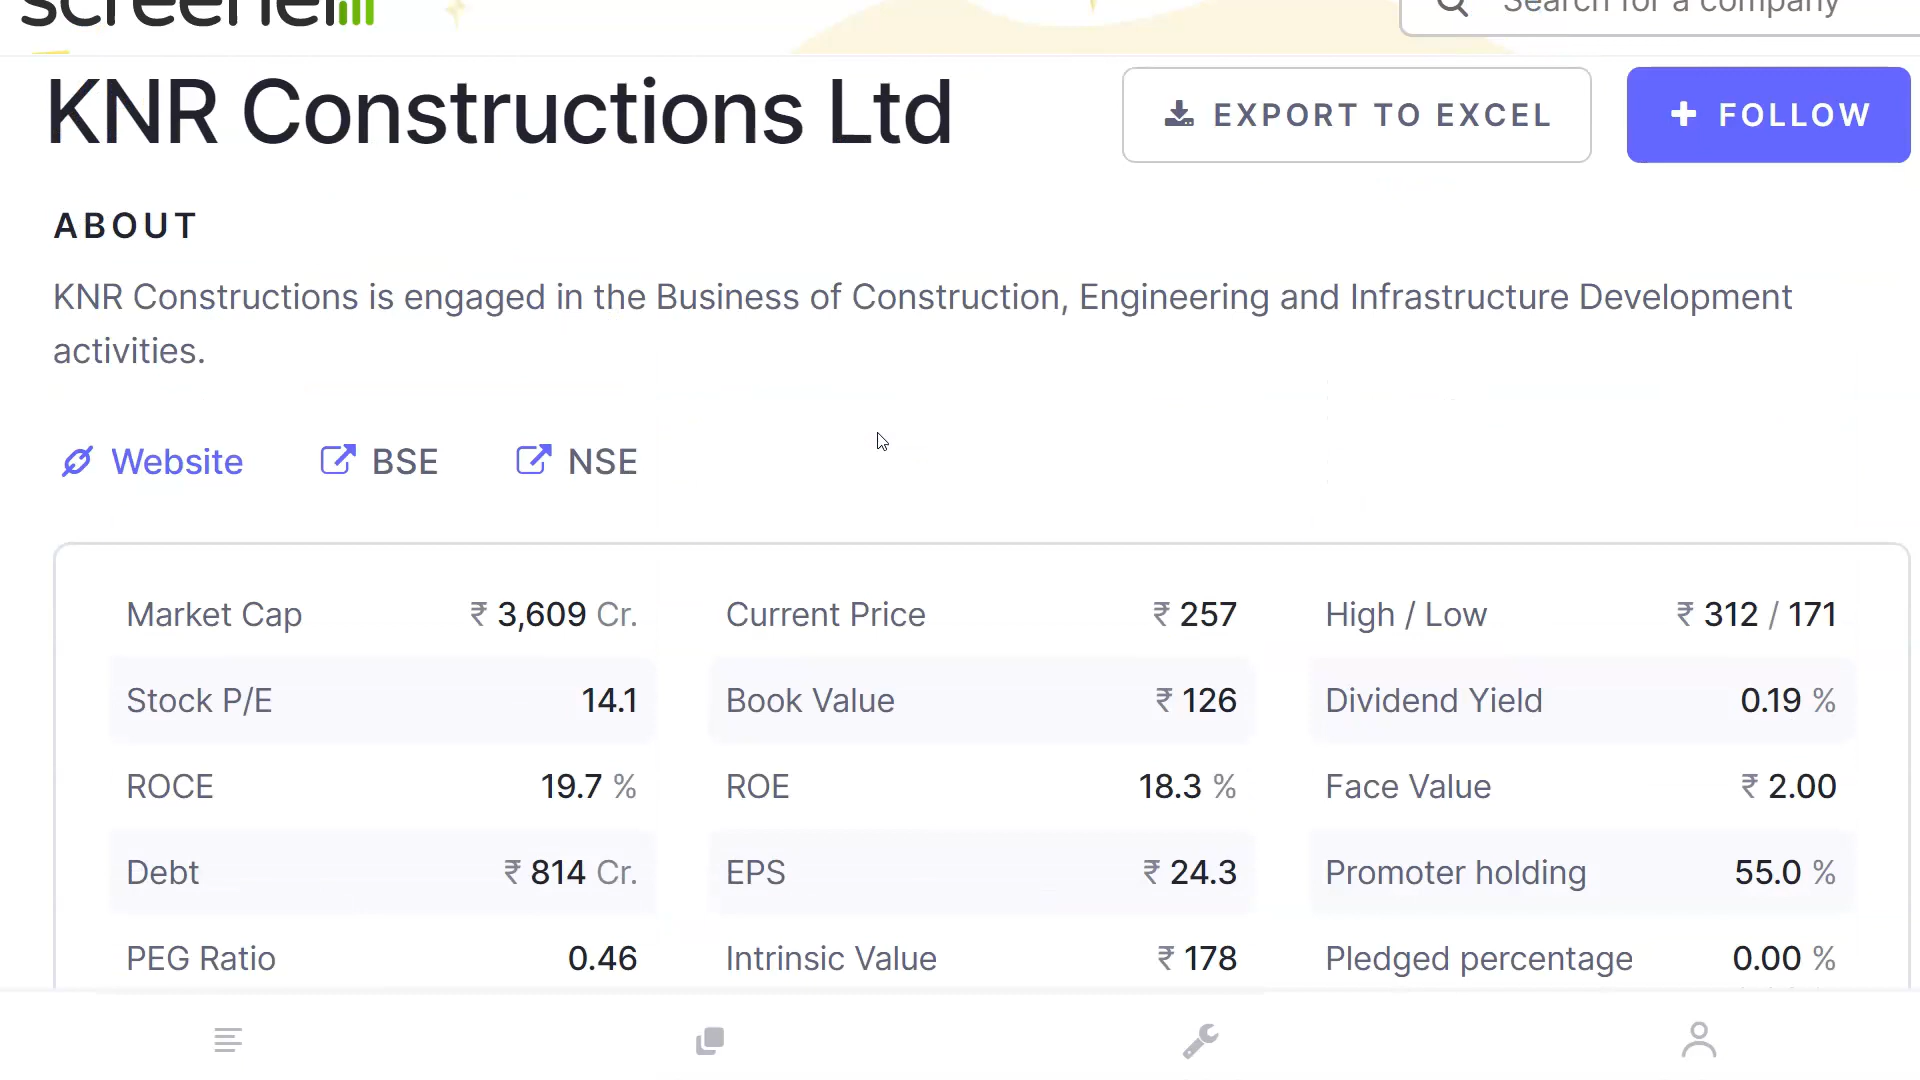 screener
Search for a company
KNR Constructions Ltd
EXPORT TO EXCEL
FOLLOW
ABOUT
KNR Constructions is engaged in the Business of Construction, Engineering and Infrastructure Development
activities.
Website BSE NSE
Market Cap ₹ 3,609 Cr. Current Price ₹ 257 High / Low ₹ 312 / 171
Stock P/E 14.1 Book Value ₹ 126 Dividend Yield 0.19 %
ROCE 19.7 % ROE 18.3 % Face Value ₹ 2.00
Debt ₹ 814 Cr. EPS ₹ 24.3 Promoter holding 55.0 %
PEG Ratio 0.46 Intrinsic Value ₹ 178 Pledged percentage 0.00 %